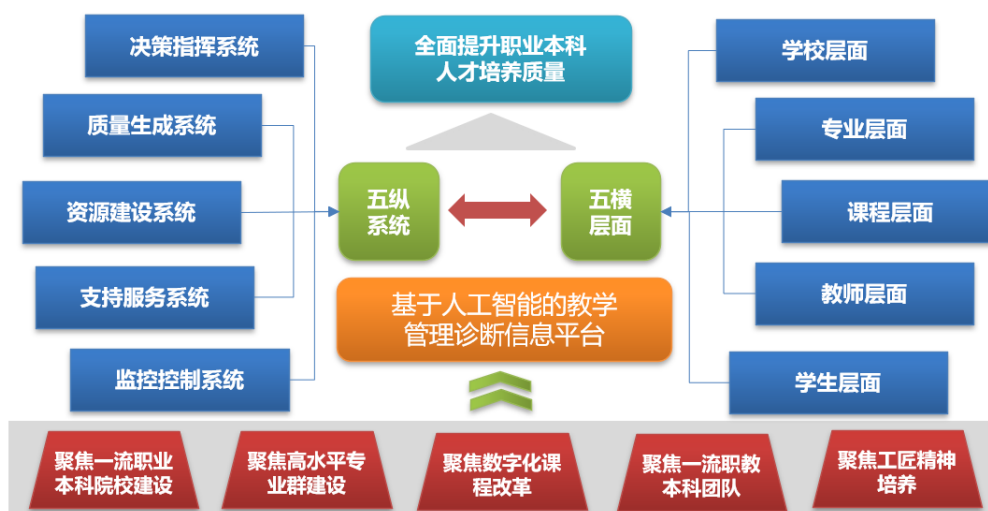 决策指挥系统
质量生成系统
资源建设系统
支持服务系统
监控控制系统
全面提升职业本科
人才培养质量
五纵
系统
五横
层面
基于人工智能的教学
管理诊断信息平台
学校层面
专业层面
课程层面
教师层面
学生层面
聚焦一流职业
本科院校建设
聚焦高水平专
业群建设
聚焦数字化课
程改革
聚焦一流职教
本科团队
聚焦工匠精神
培养